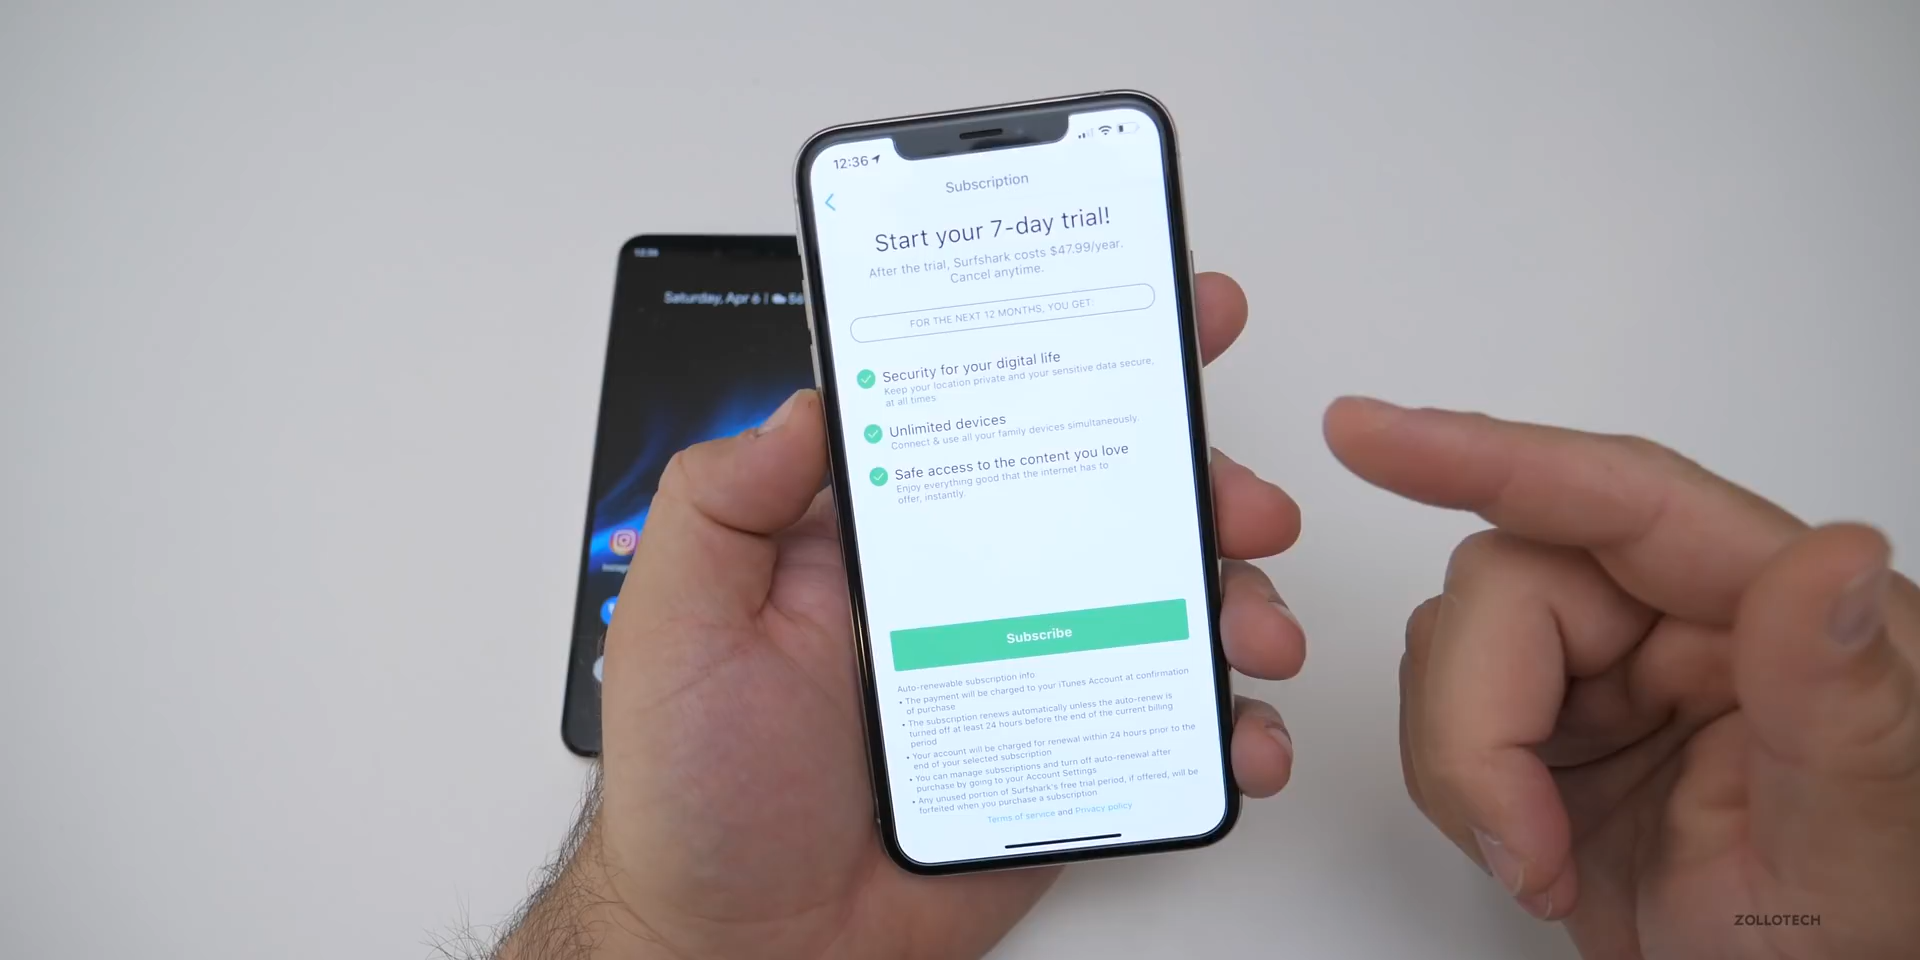 12:36
Subscription
Start your 7-day trial!
After the trial, Surfshark costs $47.99/year.
Cancel anytime.
FOR THE NEXT 12 MONTHS, YOU GET:
Security for your digital life
Keep your location private and your sensitive data secure,
at all times.
Unlimited devices
Connect & use all your family devices simultaneously.
Safe access to the content you love
Enjoy everything good that the internet has to
offer, instantly.
Subscribe
Auto-renewable subscription info
• The payment will be charged to your iTunes Account at confirmation
of purchase
• The subscription renews automatically unless the auto-renew is
turned off at least 24 hours before the end of the current billing
period
• Your account will be charged for renewal within 24 hours prior to the
end of your selected subscription
• You can manage subscriptions and turn off auto-renewal after
purchase by going to your Account Settings
• Any unused portion of Surfshark's free trial period, if offered, will be
forfeited when you purchase a subscription
Terms of service and Privacy policy
12:36
Saturday, Apr 6 | 56
ZOLLOTECH